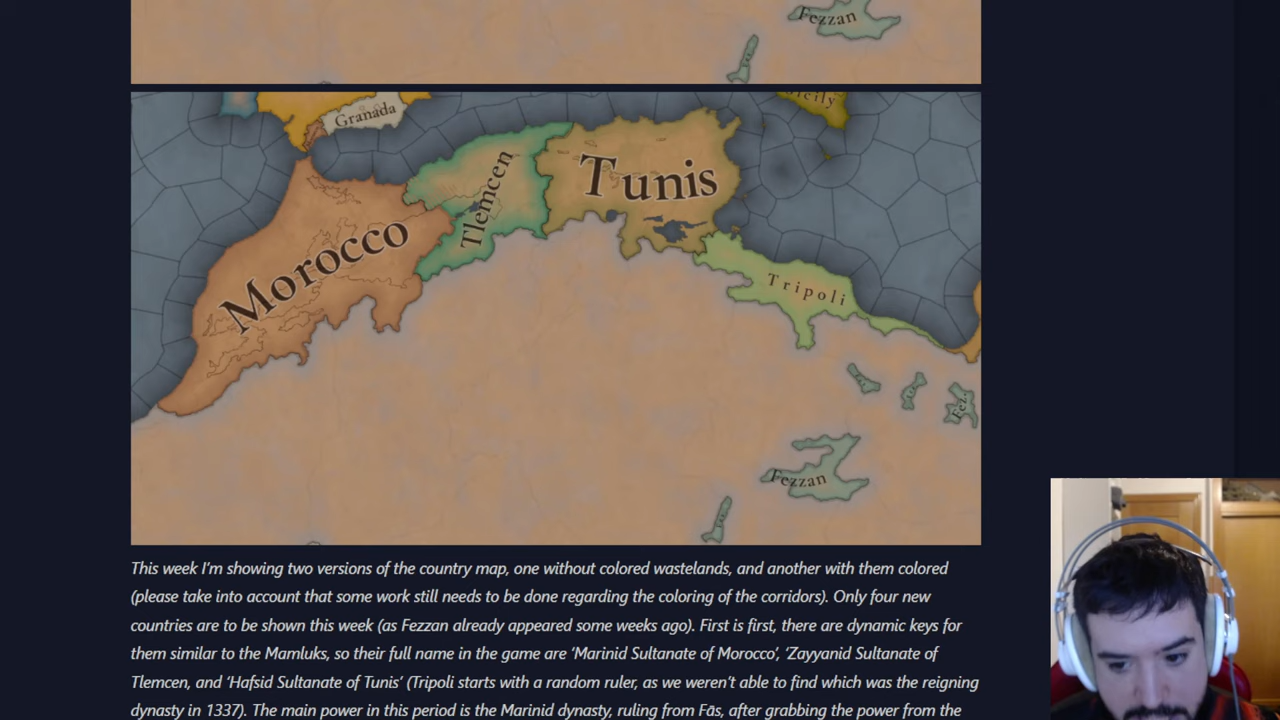 Fezzan
Granada
Sicily
Morocco
Tlemcen
Tunis
Tripoli
Fez.
Fezzan
This week I'm showing two versions of the country map, one without colored wastelands, and another with them colored
(please take into account that some work still needs to be done regarding the coloring of the corridors). Only four new
countries are to be shown this week (as Fezzan already appeared some weeks ago). First is first, there are dynamic keys for
them similar to the Mamluks, so their full name in the game are ‘Marinid Sultanate of Morocco’, ‘Zayyanid Sultanate of
Tlemcen, and ‘Hafsid Sultanate of Tunis’ (Tripoli starts with a random ruler, as we weren't able to find which was the reigning
dynasty in 1337). The main power in this period is the Marinid dynasty, ruling from Fās, after grabbing the power from the